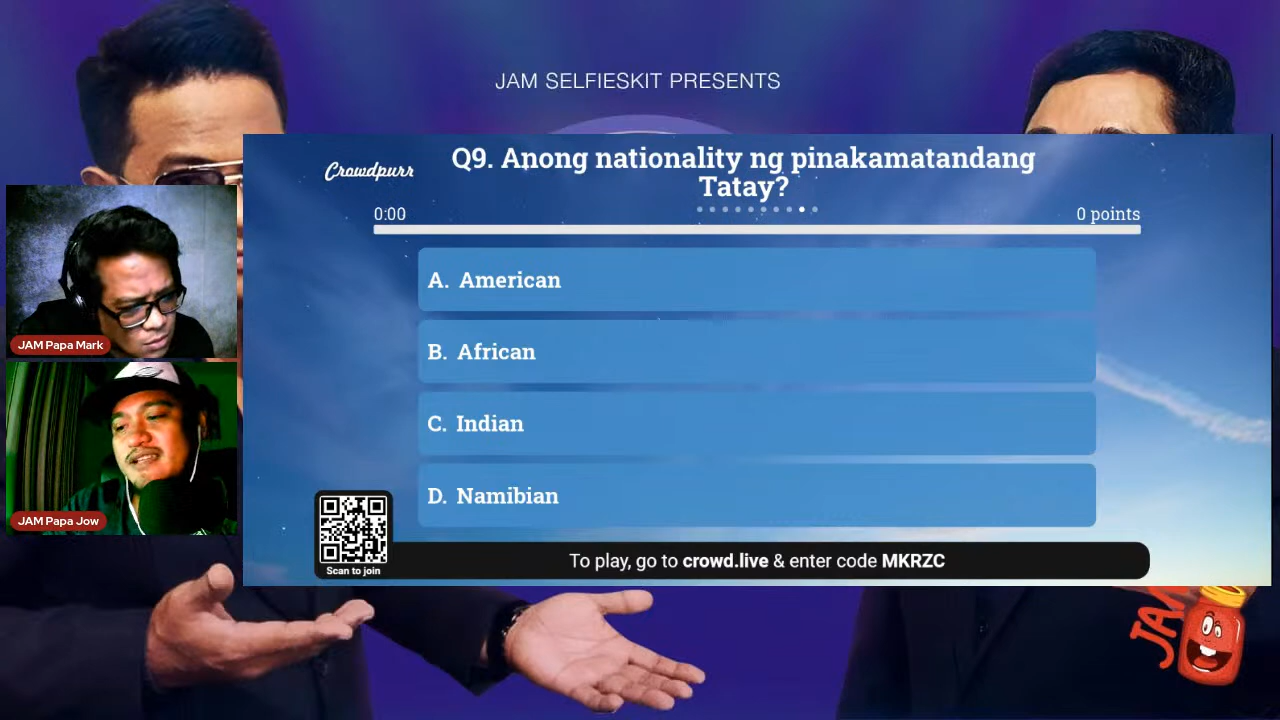 JAM SELFIESKIT PRESENTS
Crowdpurr
Q9. Anong nationality ng pinakamatandang
Tatay?
0:00
0 points
A. American
B. African
C. Indian
D. Namibian
JAM Papa Mark
JAM Papa Jow
Scan to join
To play, go to crowd.live & enter code MKRZC
JAM